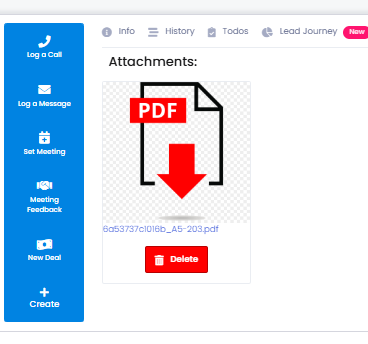 Info
History
Todos
Lead Journey
New
Log a Call
Log a Message
Set Meeting
Meeting
Feedback
New Deal
Create
Attachments:
PDF
6a53737c1016b_A5-203.pdf
Delete